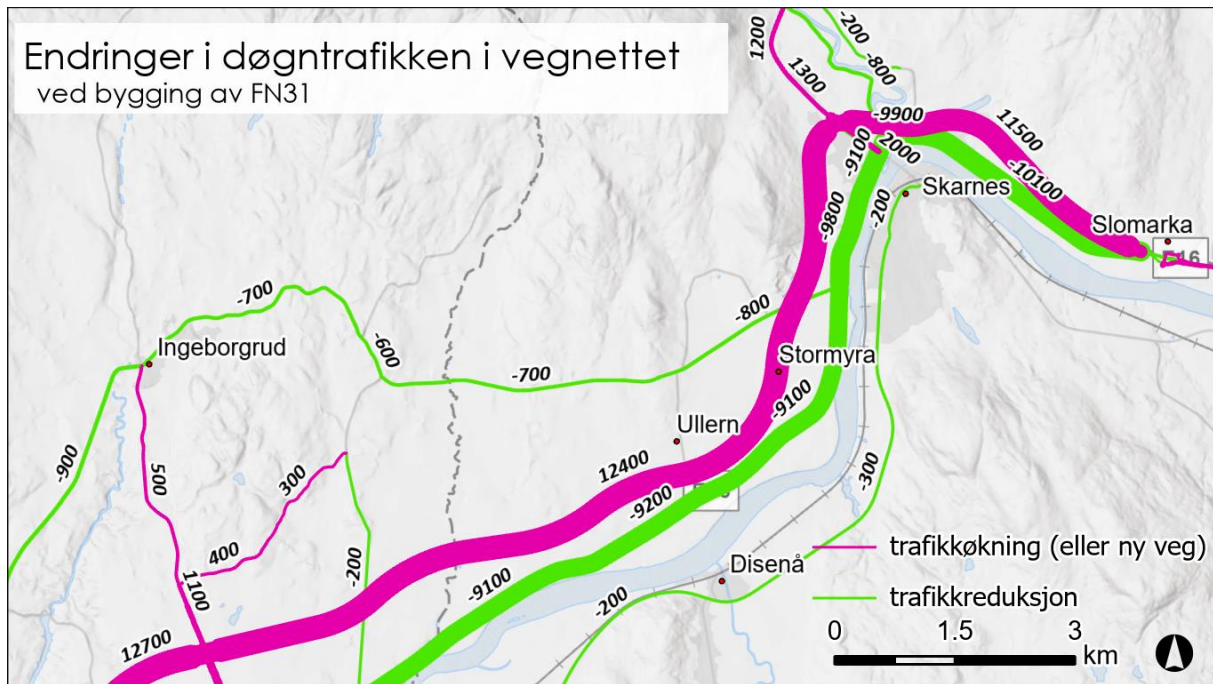 Endringer i døgntrafikken i vegnettet
ved bygging av FN31
1200
-200
-800
1300
-9900
11500
-9100
2000
-10100
-200
Skarnes
-9800
Slomarka
E16
-700
-800
Ingeborgrud
-600
-700
Stormyra
-9100
Ullern
-900
500
300
12400
-9200
-300
400
-200
1100
-9100
Disenå
-200
12700
trafikkøkning (eller ny veg)
trafikkreduksjon
0 1.5 3
km